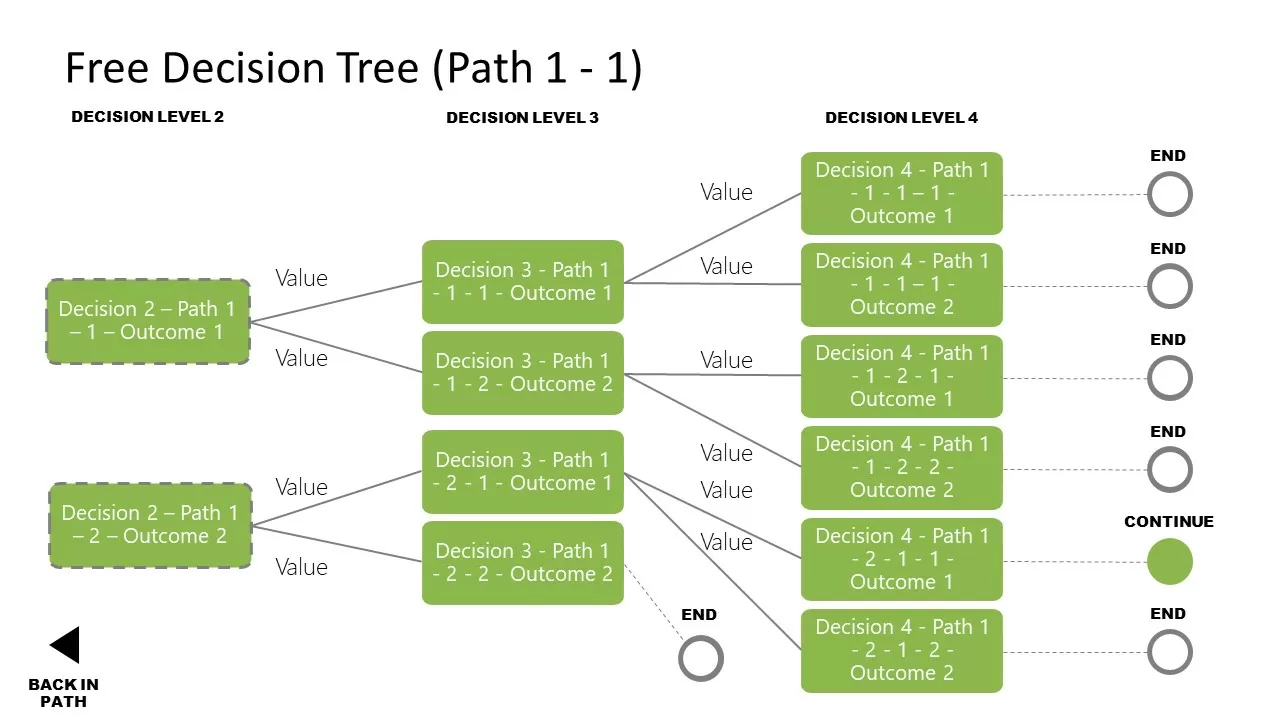 Free Decision Tree (Path 1 - 1)
DECISION LEVEL 2
DECISION LEVEL 3
DECISION LEVEL 4
Decision 2 – Path 1
– 1 – Outcome 1
Value
Value
Decision 2 – Path 1
– 2 – Outcome 2
Value
Value
Decision 3 - Path 1
- 1 - 1 - Outcome 1
Decision 3 - Path 1
- 1 - 2 - Outcome 2
Decision 3 - Path 1
- 2 - 1 - Outcome 1
Decision 3 - Path 1
- 2 - 2 - Outcome 2
Value
Value
Value
Value
Value
Value
END
Decision 4 - Path 1
- 1 - 1 – 1 -
Outcome 1
END
Decision 4 - Path 1
- 1 - 1 – 1 -
Outcome 2
END
Decision 4 - Path 1
- 1 - 2 - 1 -
Outcome 1
END
Decision 4 - Path 1
- 1 - 2 - 2 -
Outcome 2
END
Decision 4 - Path 1
- 2 - 1 - 1 -
Outcome 1
CONTINUE
Decision 4 - Path 1
- 2 - 1 - 2 -
Outcome 2
END
BACK IN
PATH